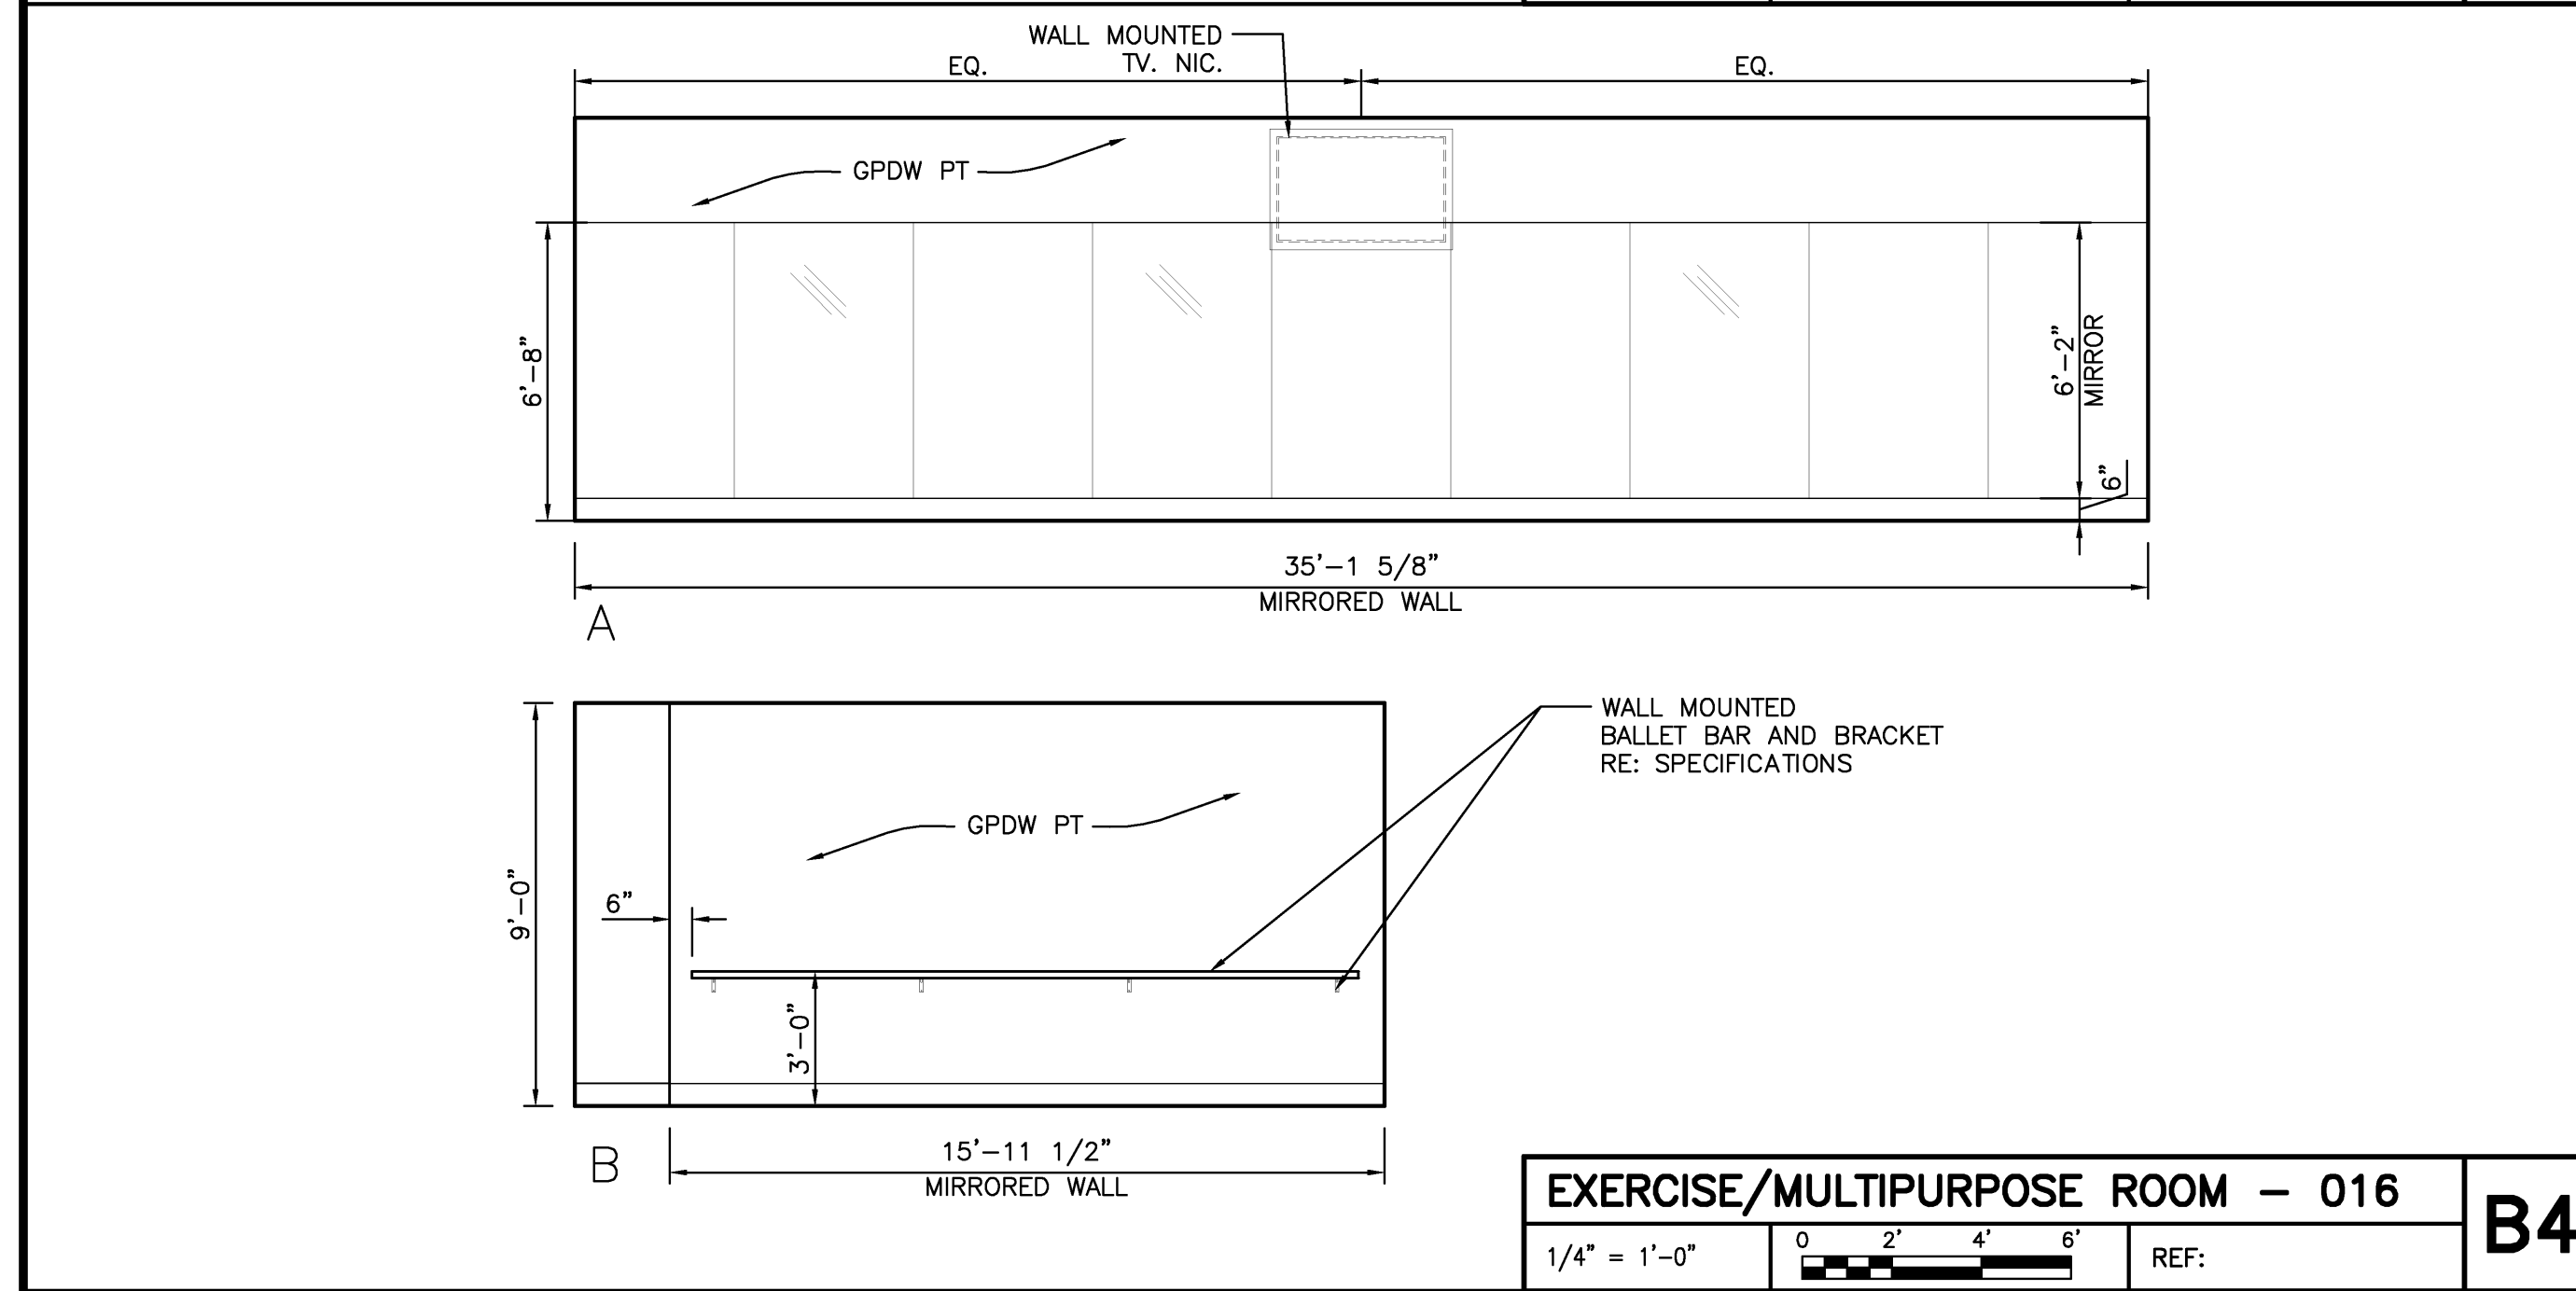 WALL MOUNTED
TV. NIC.
EQ.
EQ.
GPDW PT
6'-8"
6'-2"
MIRROR
6"
35'-1 5/8"
MIRRORED WALL
A
WALL MOUNTED
BALLET BAR AND BRACKET
RE: SPECIFICATIONS
GPDW PT
9'-0"
6"
3'-0"
15'-11 1/2"
MIRRORED WALL
B
EXERCISE/MULTIPURPOSE ROOM - 016
B4
1/4" = 1'-0"
0 2' 4' 6'
REF: